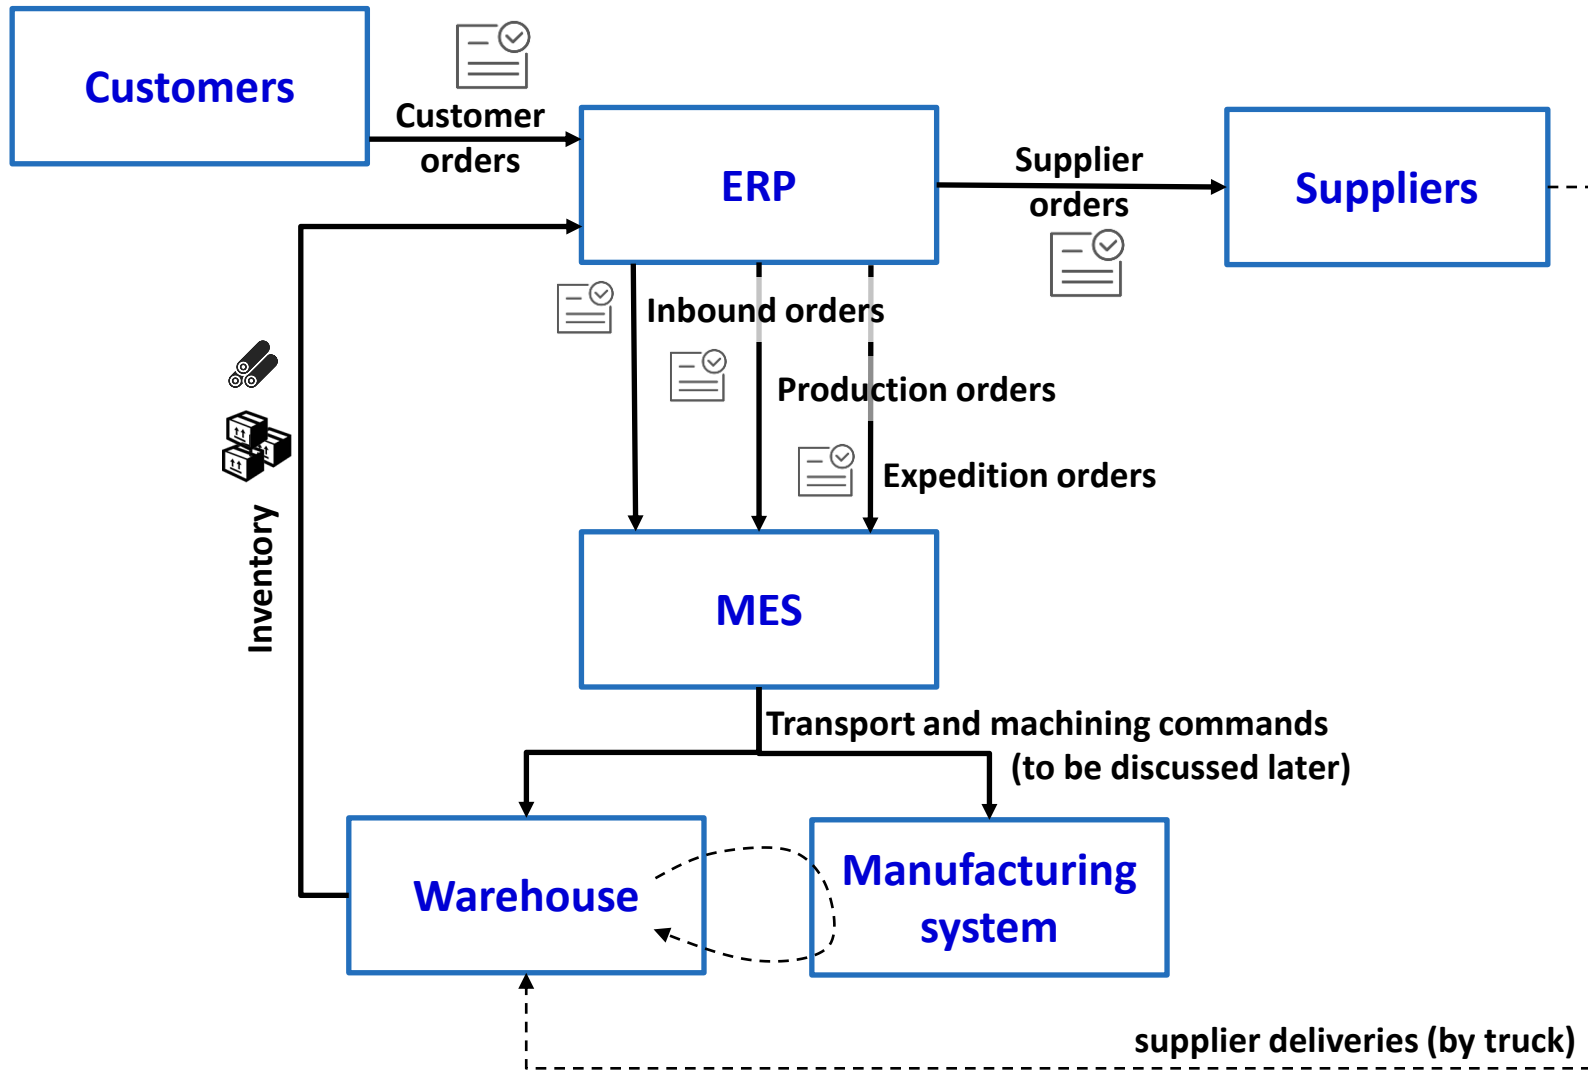 Customers
Customer
orders
ERP
Supplier
orders
Suppliers
Inbound orders
Production orders
Expedition orders
Inventory
MES
Transport and machining commands
(to be discussed later)
Warehouse
Manufacturing
system
supplier deliveries (by truck)